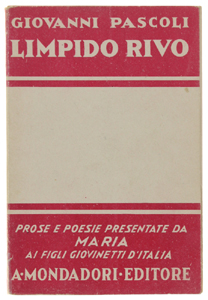 GIOVANNI PASCOLI
LIMPIDO RIVO
PROSE E POESIE PRESENTATE DA
MARIA
AI FIGLI GIOVINETTI D'ITALIA
A·MONDADORI·EDITORE